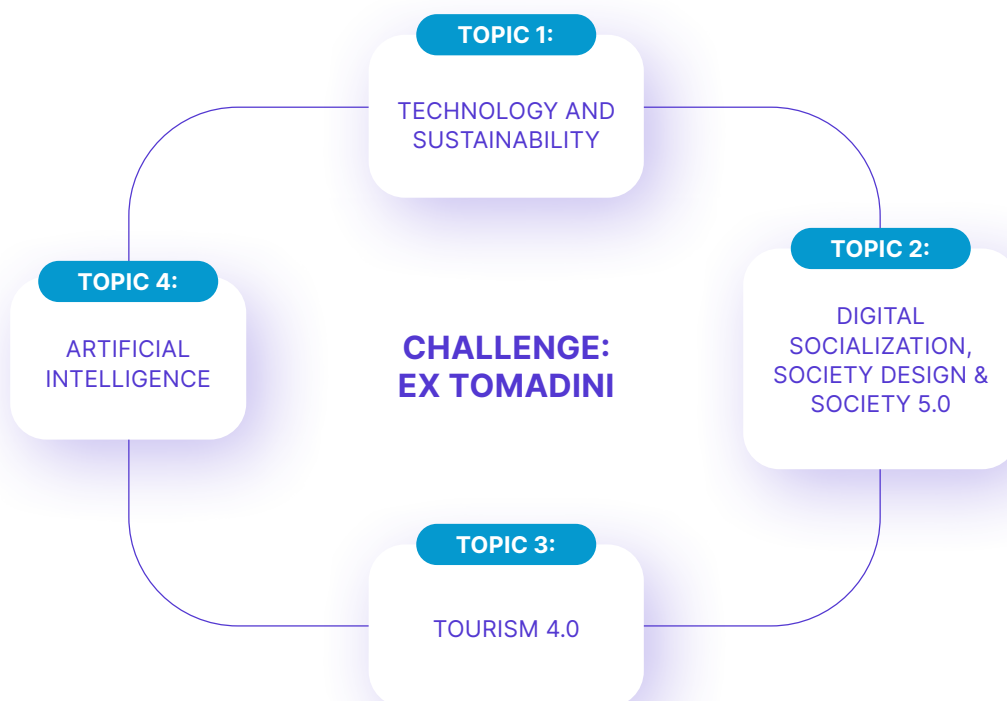 TOPIC 1:
TECHNOLOGY AND
SUSTAINABILITY
TOPIC 2:
DIGITAL
SOCIALIZATION,
SOCIETY DESIGN &
SOCIETY 5.0
TOPIC 4:
ARTIFICIAL
INTELLIGENCE
CHALLENGE:
EX TOMADINI
TOPIC 3:
TOURISM 4.0